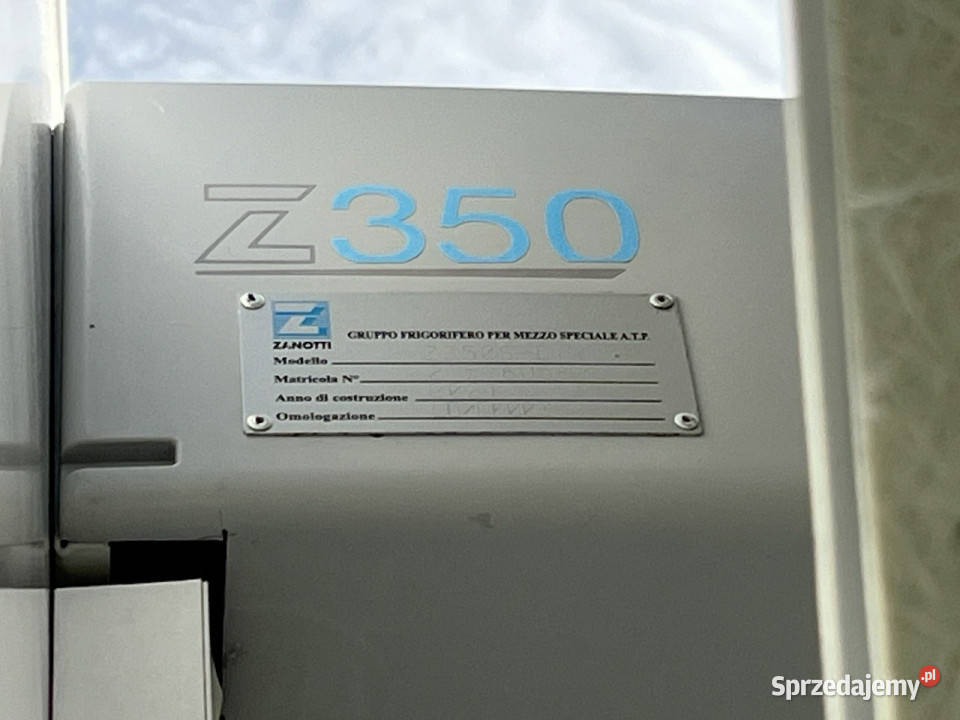 Z350
ZANOTTI
GRUPPO FRIGORIFERO PER MEZZO SPECIALE A.T.P.
Modello
Matricola N°
Anno di costruzione
Omologazione
Sprzedajemy.pl